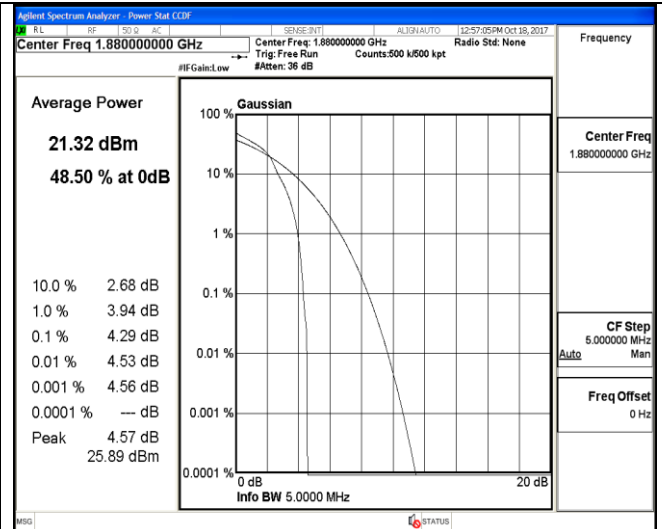 Agilent Spectrum Analyzer - Power Stat CCDF
LXI RL RF 50 Ω AC SENSE:INT ALIGN AUTO 12:57:05PM Oct 18, 2017
Center Freq 1.880000000 GHz
Center Freq: 1.880000000 GHz Radio Std: None
Trig: Free Run Counts:500 k/500 kpt
#IFGain:Low #Atten: 36 dB
Frequency
Average Power
21.32 dBm
48.50 % at 0dB
10.0 % 2.68 dB
1.0 % 3.94 dB
0.1 % 4.29 dB
0.01 % 4.53 dB
0.001 % 4.56 dB
0.0001 % --- dB
Peak 4.57 dB
25.89 dBm
Gaussian
100 %
10 %
1 %
0.1 %
0.01 %
0.001 %
0.0001 %
0 dB 20 dB
Info BW 5.0000 MHz
Center Freq
1.880000000 GHz
CF Step
5.000000 MHz
Auto Man
Freq Offset
0 Hz
MSG STATUS